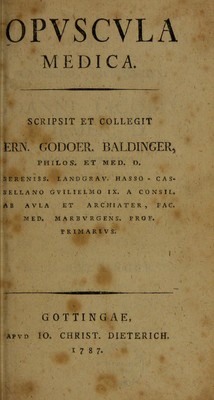 OPVSCVLA
MEDICA.
SCRIPSIT ET COLLEGIT
ERN. GODOFR. BALDINGER,
PHILOS. ET MED. D.
SERENISS. LANDGRAV. HASSO - CAS-
SELLANO GVILIELMO IX. A CONSIL.
AB AVLA ET ARCHIATER, FAC.
MED. MARBVRGENS. PROF.
PRIMARIVS.
GOTTINGAE,
APVD IO. CHRIST. DIETERICH.
1787.